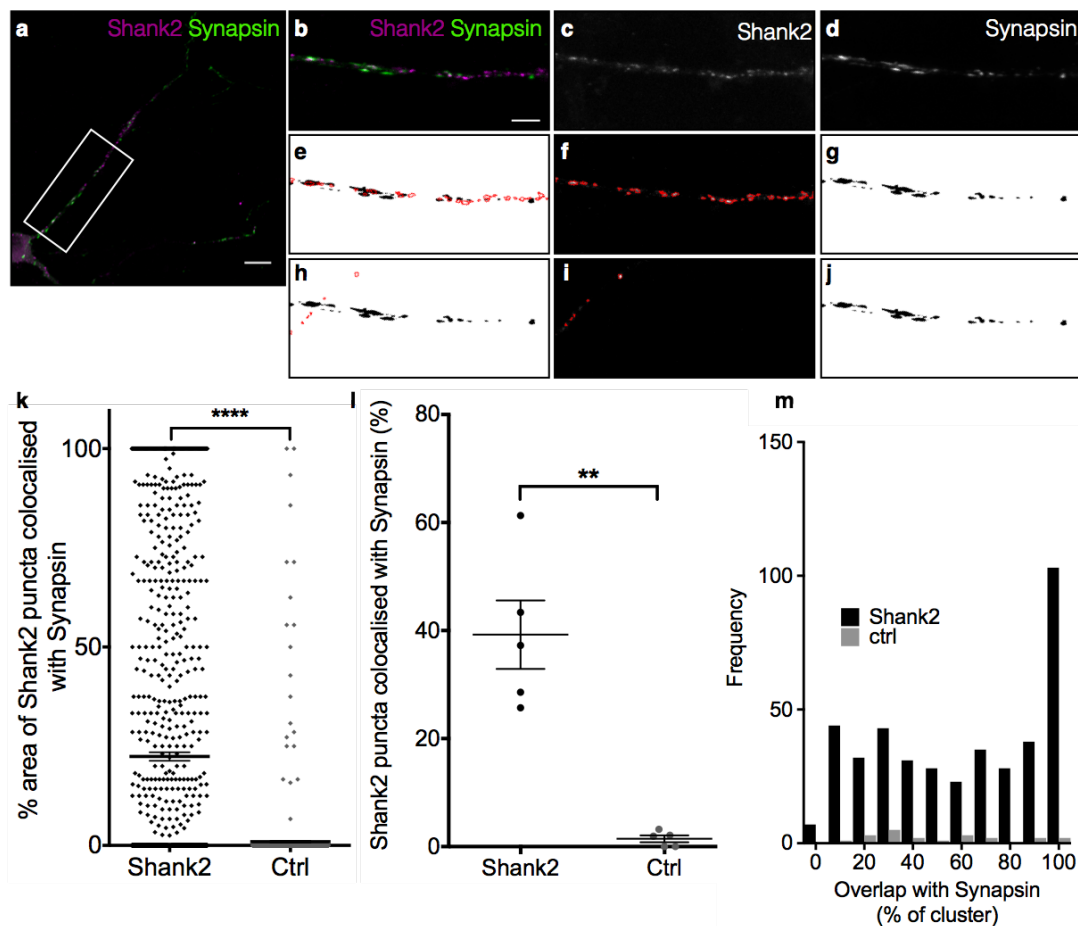 a
Shank2 Synapsin
b
Shank2 Synapsin
c
Shank2
d
Synapsin
e
f
g
h
i
j
k
% area of Shank2 puncta colocalised
with Synapsin
100
50
0
****
Shank2
Ctrl
l
Shank2 puncta colocalised with Synapsin (%)
80
60
40
20
0
**
Shank2
Ctrl
m
Frequency
150
100
50
0
Shank2
ctrl
0 20 40 60 80 100
Overlap with Synapsin
(% of cluster)